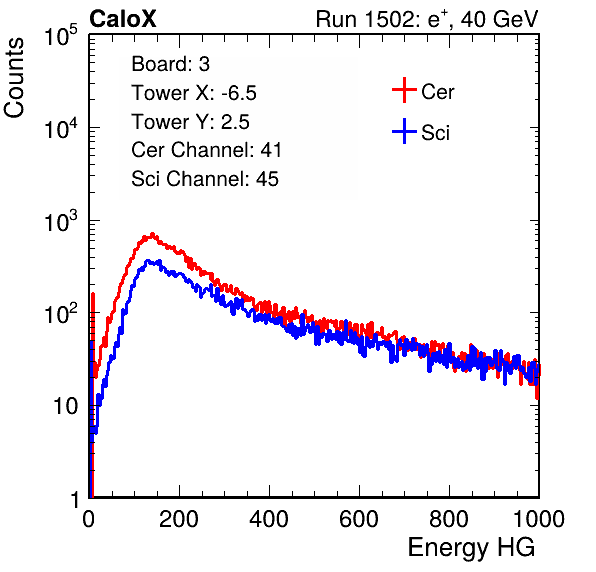 CaloX
Run 1502: e⁺, 40 GeV
Counts
10⁵
10⁴
10³
10²
10
1
Board: 3
Tower X: -6.5
Tower Y: 2.5
Cer Channel: 41
Sci Channel: 45
Cer
Sci
0 200 400 600 800 1000
Energy HG